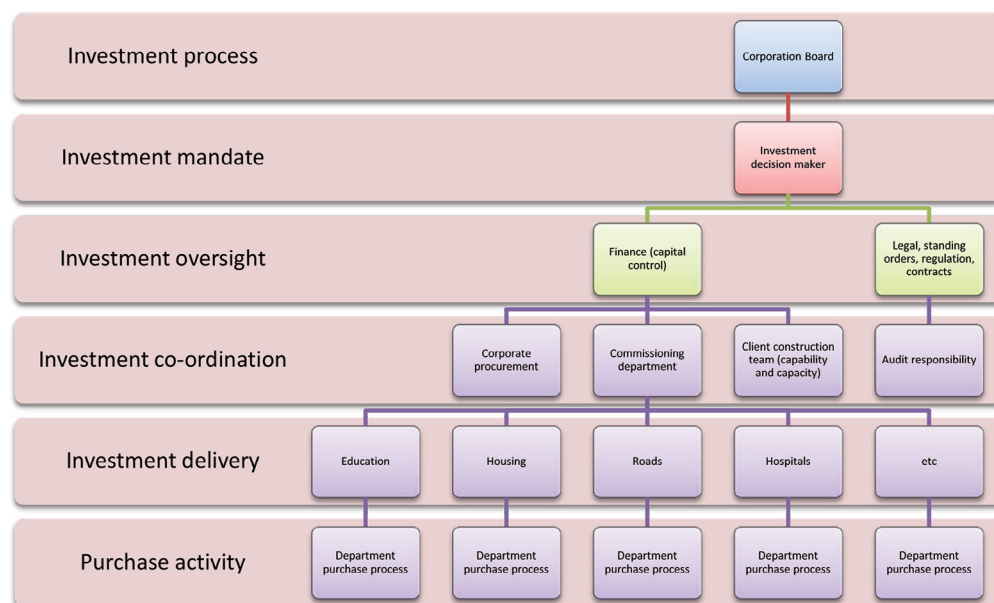 Investment process
Corporation Board
Investment mandate
Investment
decision maker
Investment oversight
Finance (capital
control)
Legal, standing
orders, regulation,
contracts
Investment co-ordination
Corporate
procurement
Commissioning
department
Client construction
team (capability
and capacity)
Audit responsibility
Investment delivery
Education
Housing
Roads
Hospitals
etc
Purchase activity
Department
purchase process
Department
purchase process
Department
purchase process
Department
purchase process
Department
purchase process